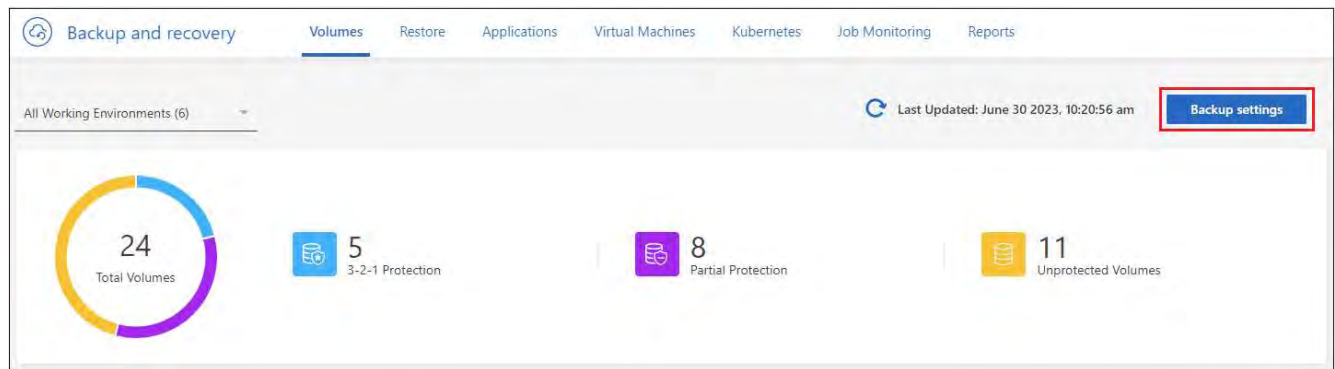 Backup and recovery Volumes Restore Applications Virtual Machines Kubernetes Job Monitoring Reports
All Working Environments (6) Last Updated: June 30 2023, 10:20:56 am Backup settings
24
Total Volumes
5
3-2-1 Protection
8
Partial Protection
11
Unprotected Volumes